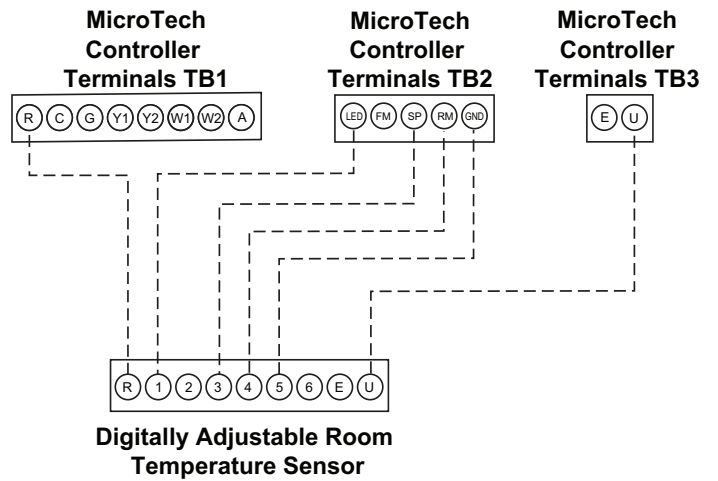 MicroTech
Controller
Terminals TB1
MicroTech
Controller
Terminals TB2
MicroTech
Controller
Terminals TB3
R C G Y1 Y2 W1 W2 A
LED FM SP RM GND
E U
R 1 2 3 4 5 6 E U
Digitally Adjustable Room
Temperature Sensor